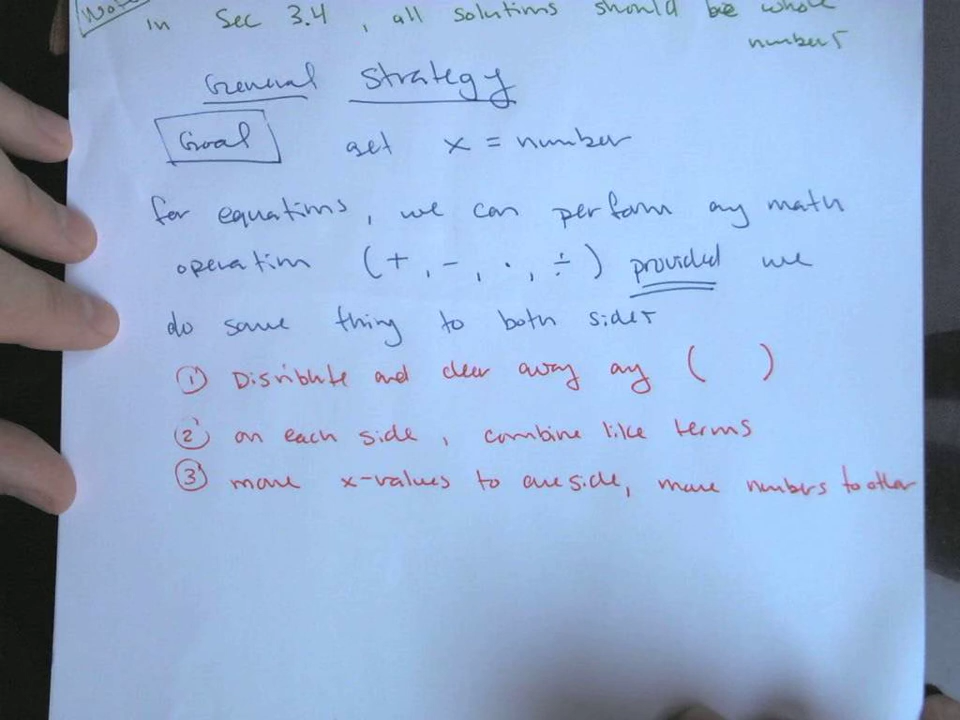 Note in Sec 3.4, all solutions should be whole
numbers
General Strategy
Goal get x = number
for equations, we can perform any math
operation (+, -, ·, ÷) provided we
do same thing to both sides
① Distribute and clear away any ( )
② on each side, combine like terms
③ move x-values to one side, move numbers to other